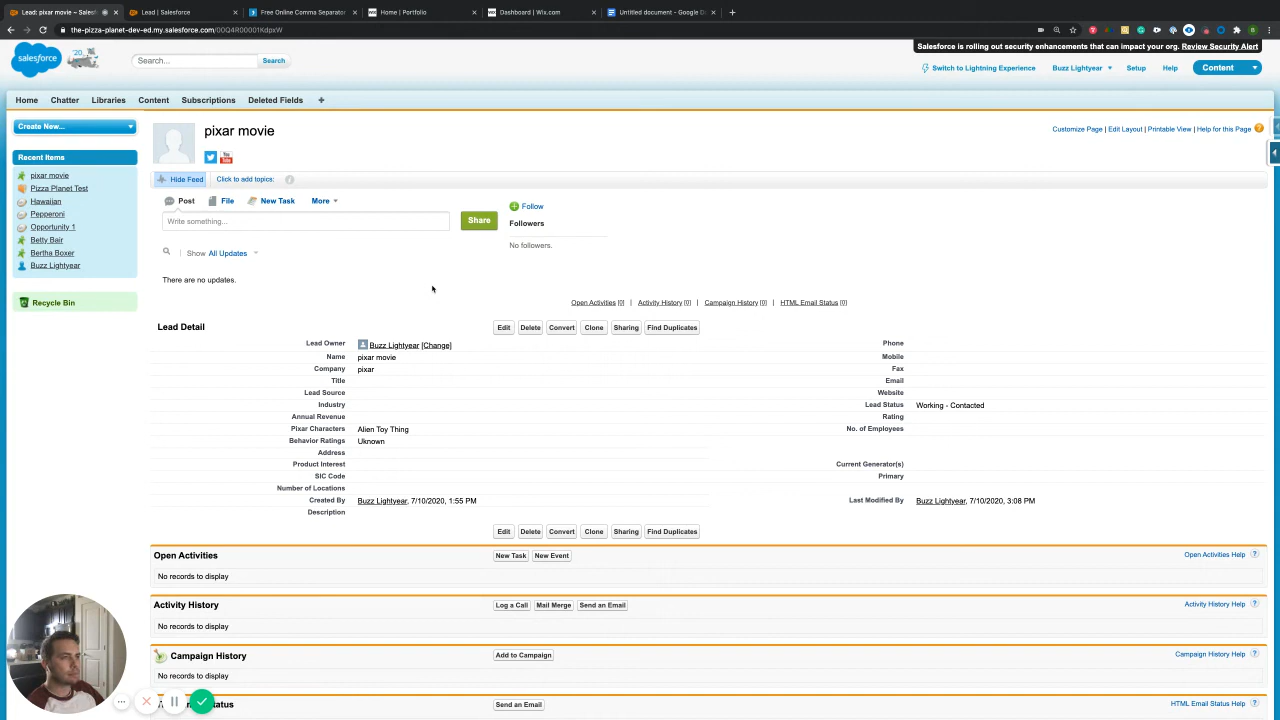 Lead: pixar movie ~ Salesf
Lead | Salesforce
Free Online Comma Separator
Home | Portfolio
Dashboard | Wix.com
Untitled document - Google D
the-pizza-planet-dev-ed.my.salesforce.com/00Q4R00001KdpxW
Salesforce is rolling out security enhancements that can impact your org. Review Security Alert
salesforce
'20
Search...
Search
Switch to Lightning Experience
Buzz Lightyear
Setup
Help
Content
Home
Chatter
Libraries
Content
Subscriptions
Deleted Fields
+
Create New...
Recent Items
pixar movie
Pizza Planet Test
Hawaiian
Pepperoni
Opportunity 1
Betty Bair
Bertha Boxer
Buzz Lightyear
Recycle Bin
pixar movie
You Tube
Customize Page | Edit Layout | Printable View | Help for this Page ?
Hide Feed
Click to add topics:
Post
File
New Task
More
Write something...
Share
Follow
Followers
No followers.
Show All Updates
There are no updates.
Open Activities [0] | Activity History [0] | Campaign History [0] | HTML Email Status [0]
Lead Detail
Edit Delete Convert Clone Sharing Find Duplicates
Lead Owner Buzz Lightyear [Change]
Phone
Name pixar movie
Mobile
Company pixar
Fax
Title
Email
Lead Source
Website
Industry
Lead Status Working - Contacted
Annual Revenue
Rating
Pixar Characters Alien Toy Thing
No. of Employees
Behavior Ratings Uknown
Address
Product Interest
Current Generator(s)
SIC Code
Primary
Number of Locations
Created By Buzz Lightyear, 7/10/2020, 1:55 PM
Last Modified By Buzz Lightyear, 7/10/2020, 3:08 PM
Description
Edit Delete Convert Clone Sharing Find Duplicates
Open Activities
New Task New Event
Open Activities Help ?
No records to display
Activity History
Log a Call Mail Merge Send an Email
Activity History Help ?
No records to display
Campaign History
Add to Campaign
Campaign History Help ?
No records to display
Status
Send an Email
HTML Email Status Help ?